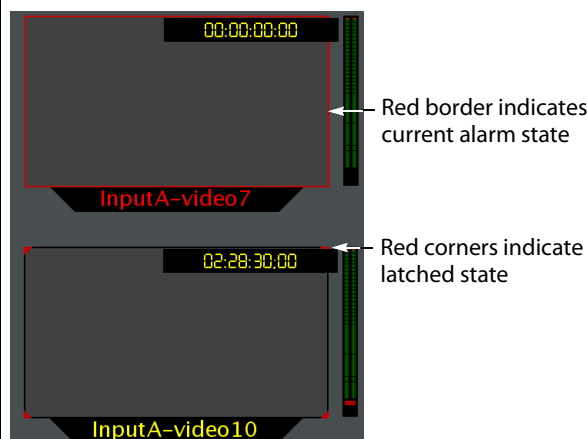 00:00:00:00
Red border indicates
current alarm state
InputA-video7
02:28:30;00
Red corners indicate
latched state
InputA-video10